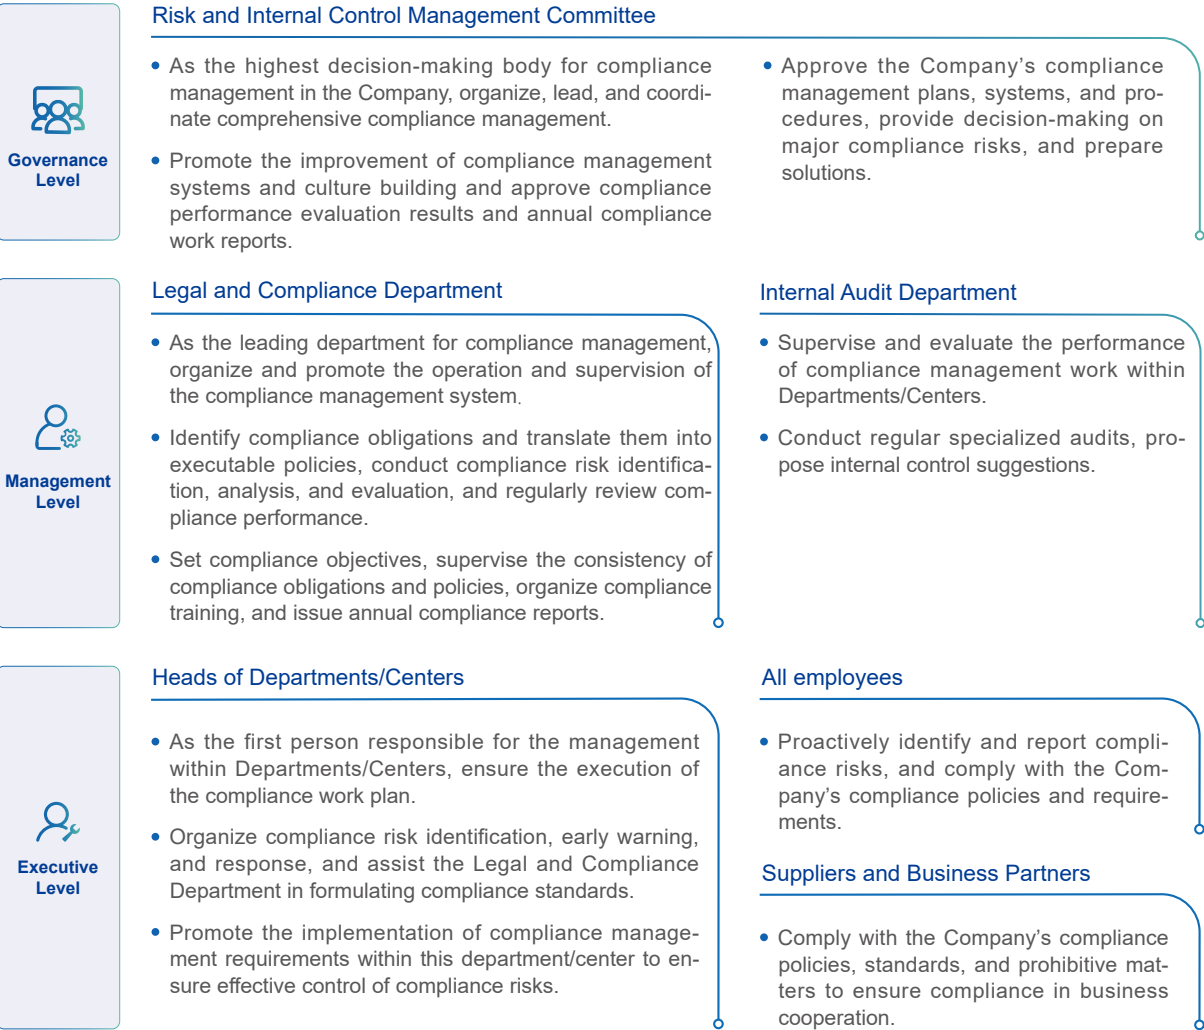 Governance
Level
Risk and Internal Control Management Committee
• As the highest decision-making body for compliance
management in the Company, organize, lead, and coordi-
nate comprehensive compliance management.
• Promote the improvement of compliance management
systems and culture building and approve compliance
performance evaluation results and annual compliance
work reports.
• Approve the Company's compliance
management plans, systems, and pro-
cedures, provide decision-making on
major compliance risks, and prepare
solutions.
Management
Level
Legal and Compliance Department
• As the leading department for compliance management,
organize and promote the operation and supervision of
the compliance management system.
• Identify compliance obligations and translate them into
executable policies, conduct compliance risk identifica-
tion, analysis, and evaluation, and regularly review com-
pliance performance.
• Set compliance objectives, supervise the consistency of
compliance obligations and policies, organize compliance
training, and issue annual compliance reports.
Internal Audit Department
• Supervise and evaluate the performance
of compliance management work within
Departments/Centers.
• Conduct regular specialized audits, pro-
pose internal control suggestions.
Executive
Level
Heads of Departments/Centers
• As the first person responsible for the management
within Departments/Centers, ensure the execution of
the compliance work plan.
• Organize compliance risk identification, early warning,
and response, and assist the Legal and Compliance
Department in formulating compliance standards.
• Promote the implementation of compliance manage-
ment requirements within this department/center to en-
sure effective control of compliance risks.
All employees
• Proactively identify and report compli-
ance risks, and comply with the Com-
pany's compliance policies and require-
ments.
Suppliers and Business Partners
• Comply with the Company's compliance
policies, standards, and prohibitive mat-
ters to ensure compliance in business
cooperation.